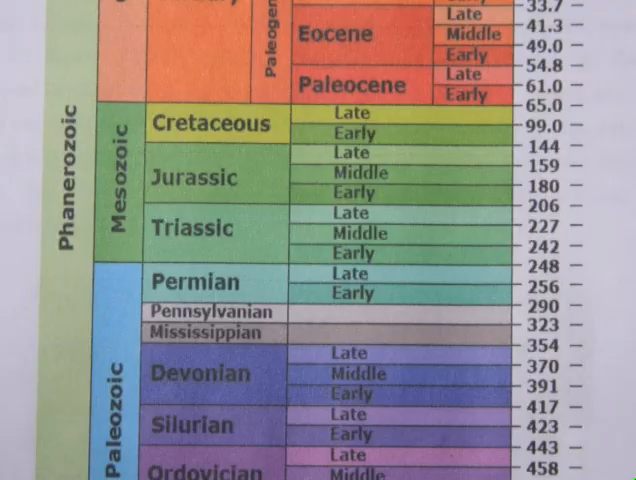 33.7
Late
Paleogen
Eocene
41.3
Middle
49.0
Early
54.8
Late
Paleocene
61.0
Early
65.0
Phanerozoic
Mesozoic
Cretaceous
Late
99.0
Early
144
Late
159
Jurassic
Middle
180
Early
206
Late
227
Triassic
Middle
242
Early
248
Paleozoic
Permian
Late
256
Early
290
Pennsylvanian
323
Mississippian
354
Late
370
Devonian
Middle
391
Early
417
Late
423
Silurian
Early
443
Late
458
Ordovician
Middle